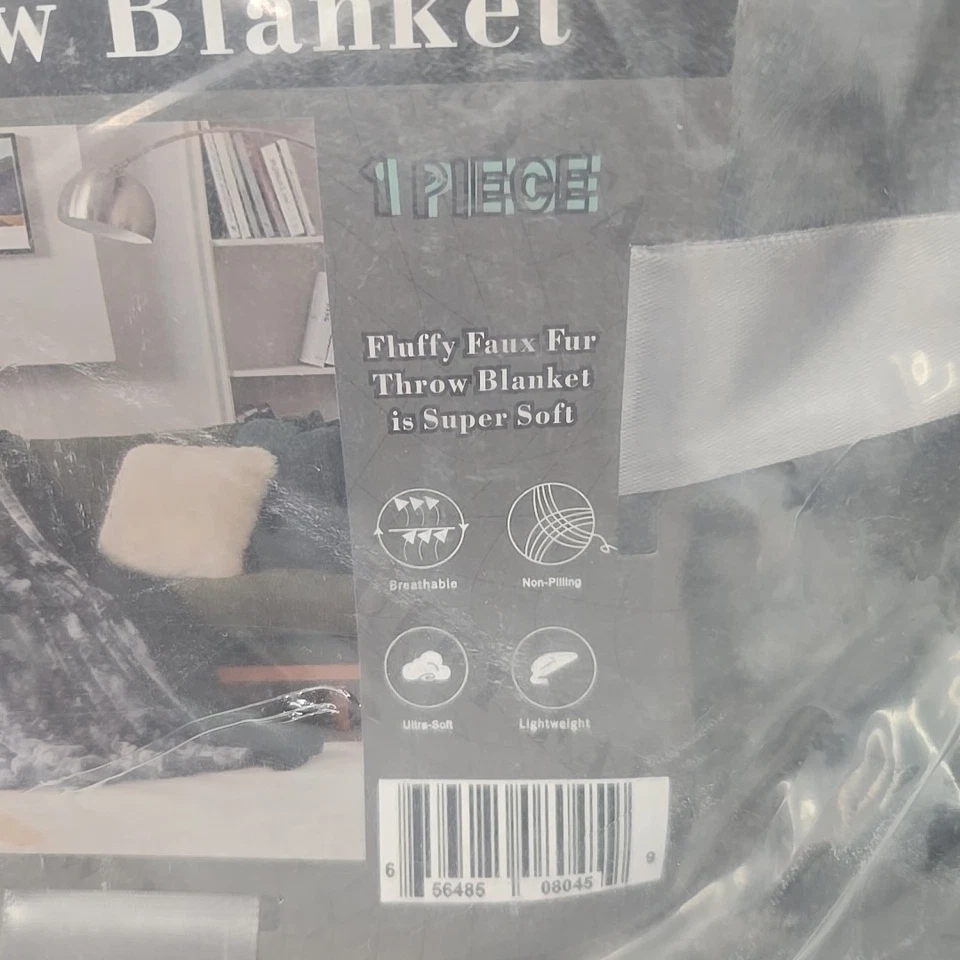 w Blanket
1 PIECE
Fluffy Faux Fur
Throw Blanket
is Super Soft
Breathable
Non-Pilling
Ultra-Soft
Lightweight
6 56485 08045 9